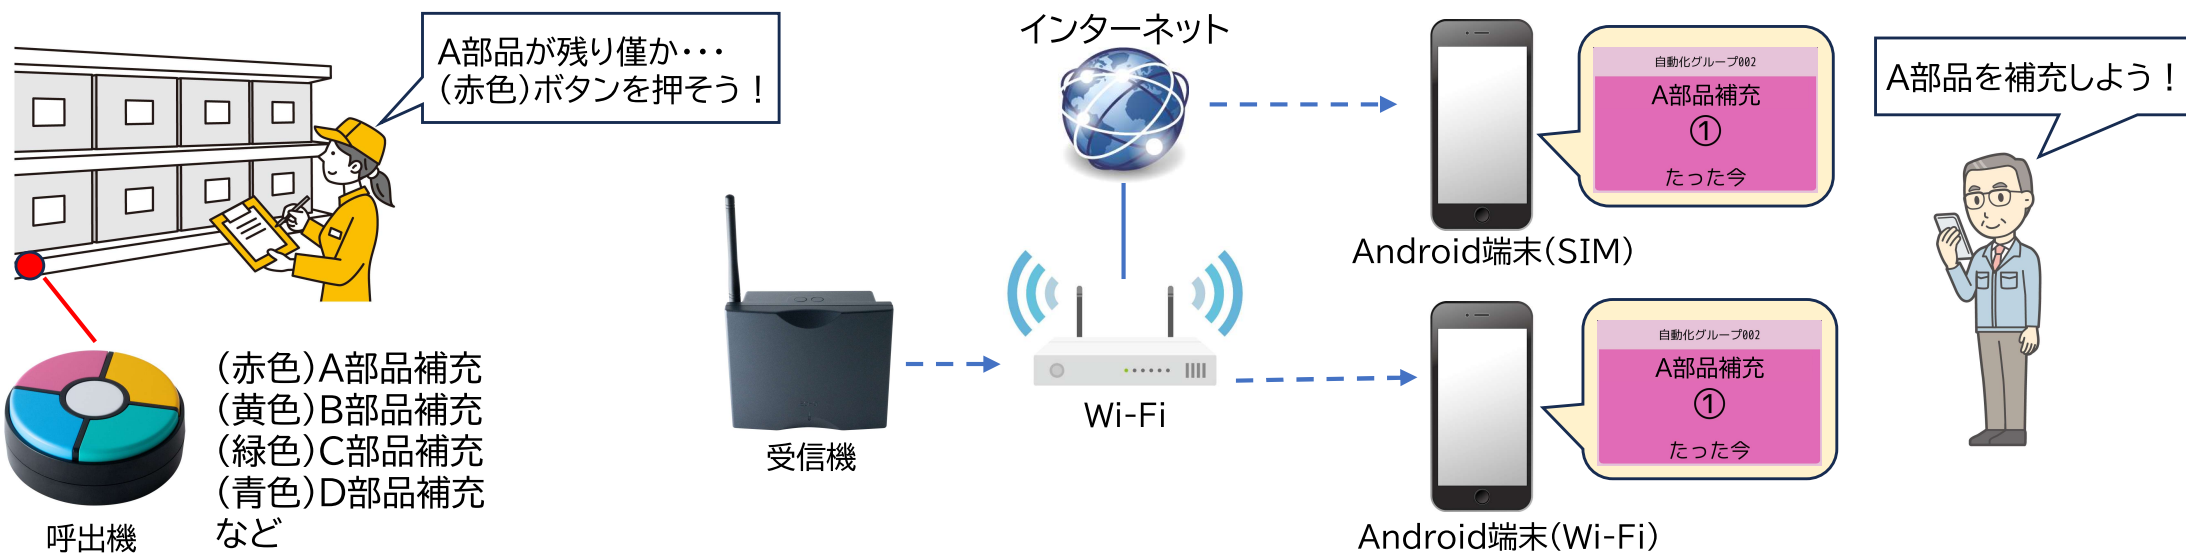 A部品が残り僅か・・・
(赤色)ボタンを押そう！
インターネット
自動化グループ002
A部品補充
①
たった今
A部品を補充しよう！
Android端末(SIM)
(赤色)A部品補充
(黄色)B部品補充
(緑色)C部品補充
(青色)D部品補充
など
呼出機
受信機
Wi-Fi
自動化グループ002
A部品補充
①
たった今
Android端末(Wi-Fi)